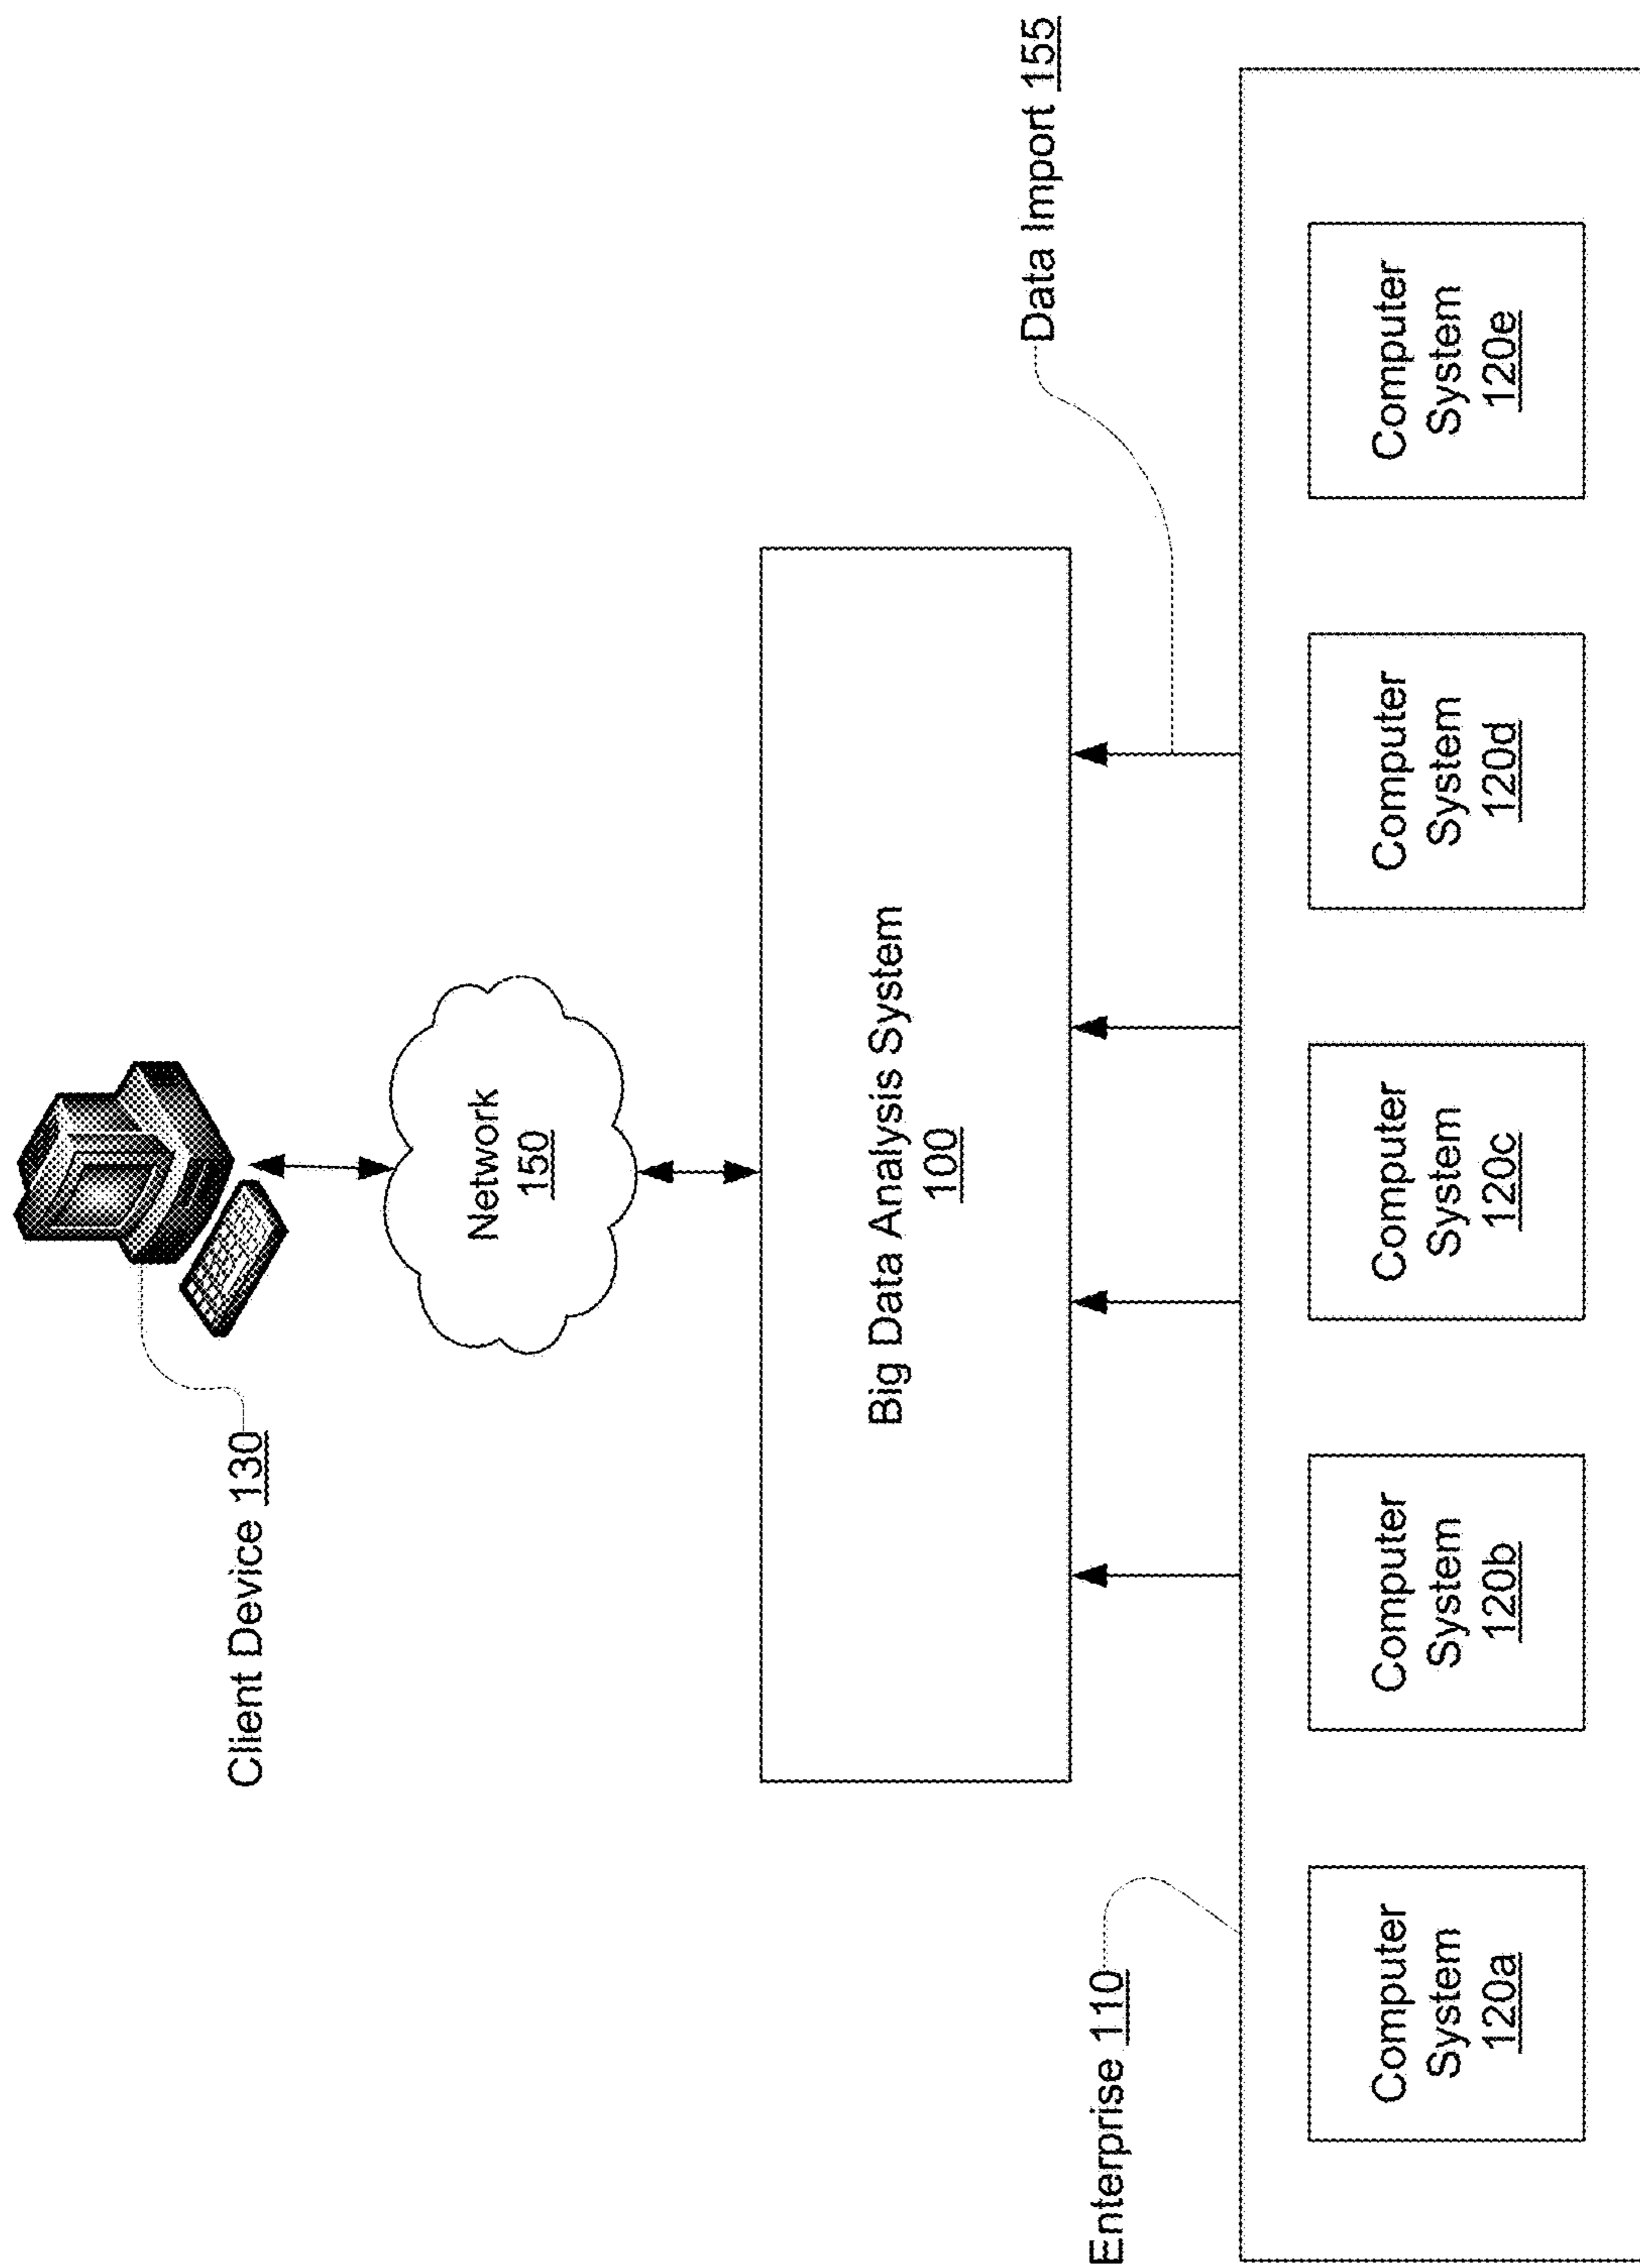 Client Device 130
Network
150
Big Data Analysis System
100
Data Import 155
Enterprise 110
Computer
System
120a
Computer
System
120b
Computer
System
120c
Computer
System
120d
Computer
System
120e